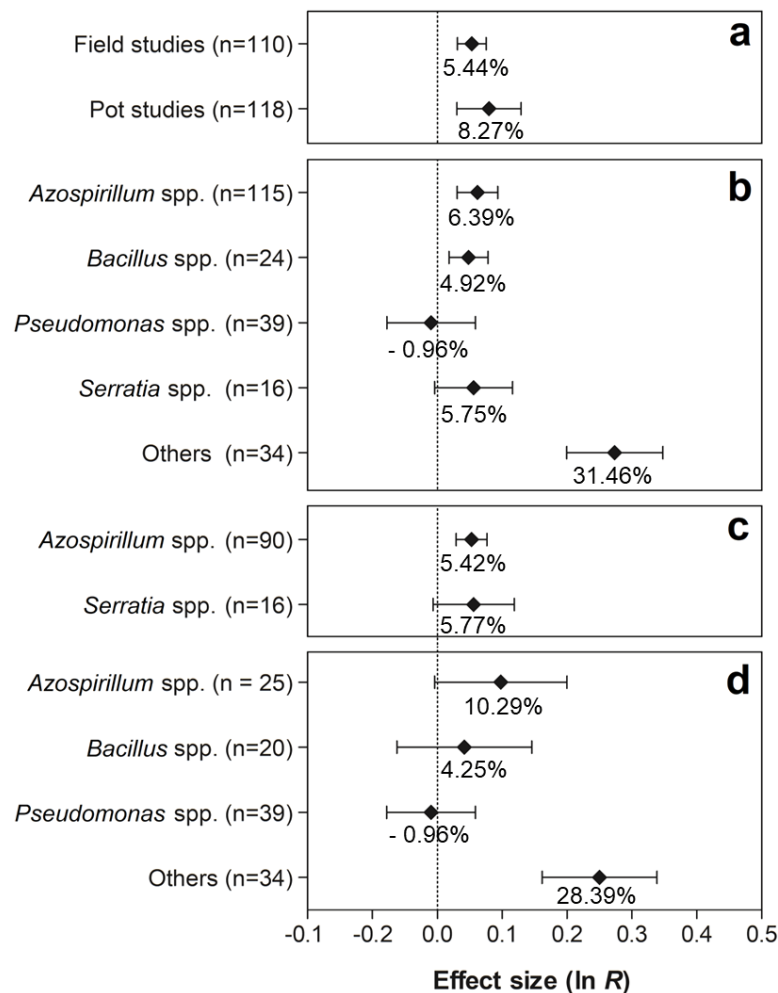 a
Field studies (n=110)
5.44%
Pot studies (n=118)
8.27%
b
Azospirillum spp. (n=115)
6.39%
Bacillus spp. (n=24)
4.92%
Pseudomonas spp. (n=39)
- 0.96%
Serratia spp. (n=16)
5.75%
Others (n=34)
31.46%
c
Azospirillum spp. (n=90)
5.42%
Serratia spp. (n=16)
5.77%
d
Azospirillum spp. (n = 25)
10.29%
Bacillus spp. (n=20)
4.25%
Pseudomonas spp. (n=39)
- 0.96%
Others (n=34)
28.39%
-0.1 -0.2 0.0 0.1 0.2 0.3 0.4 0.5
Effect size (ln R)